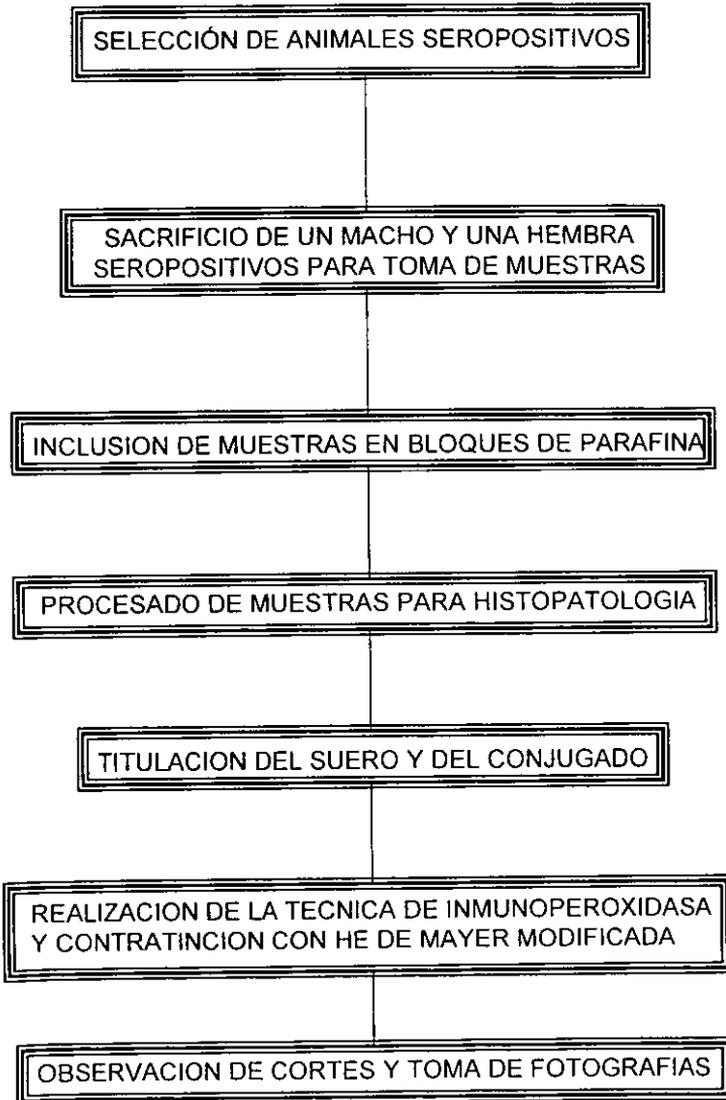 SELECCIÓN DE ANIMALES SEROPOSITIVOS
SACRIFICIO DE UN MACHO Y UNA HEMBRA
SEROPOSITIVOS PARA TOMA DE MUESTRAS
INCLUSION DE MUESTRAS EN BLOQUES DE PARAFINA
PROCESADO DE MUESTRAS PARA HISTOPATOLOGIA
TITULACION DEL SUERO Y DEL CONJUGADO
REALIZACION DE LA TECNICA DE INMUNOPEROXIDASA
Y CONTRATINCION CON HE DE MAYER MODIFICADA
OBSERVACION DE CORTES Y TOMA DE FOTOGRAFIAS